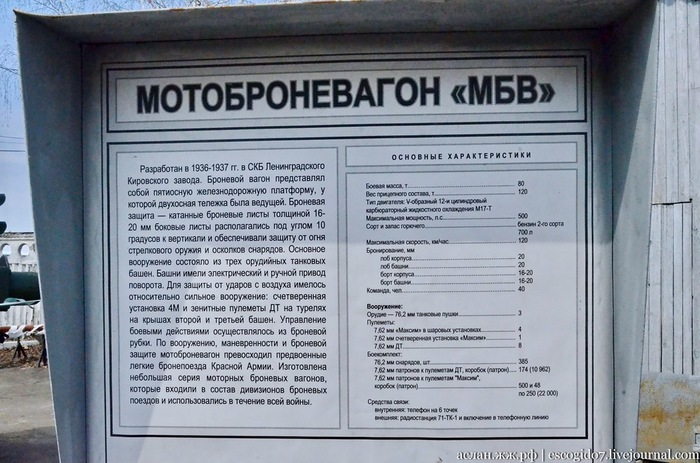 МОТОБРОНЕВАГОН «МБВ»
Разработан в 1936-1937 гг. в СКБ Ленинградского
Кировского завода. Броневой вагон представлял
собой пятиосную железнодорожную платформу, у
которой двухосная тележка была ведущей. Броневая
защита — катанные броневые листы толщиной 16-
20 мм боковые листы располагались под углом 10
градусов к вертикали и обеспечивали защиту от огня
стрелкового оружия и осколков снарядов. Основное
вооружение состояло из трех орудийных танковых
башен. Башни имели электрический и ручной привод
поворота. Для защиты от ударов с воздуха имелось
относительно сильное вооружение: счетверенная
установка 4М и зенитные пулеметы ДТ на турелях
на крышах второй и третьей башен. Управление
боевыми действиями осуществлялось из броневой
рубки. По вооружению, маневренности и броневой
защите мотоброневагон превосходил предвоенные
легкие бронепоезда Красной Армии. Изготовлена
небольшая серия моторных броневых вагонов,
которые входили в состав дивизионов броневых
поездов и использовались в течение всей войны.
ОСНОВНЫЕ ХАРАКТЕРИСТИКИ
Боевая масса, т 80
Вес прицепного состава, т 120
Тип двигателя: V-образный 12-и цилиндровый
карбюраторный жидкостного охлаждения М17-Т
Максимальная мощность, л.с 500
Сорт и запас горючего бензин 2-го сорта
700 л
Максимальная скорость, км/час 120
Бронирование, мм
лоб корпуса 20
лоб башни 20
борт корпуса 16-20
борт башни 16-20
Команда, чел. 40
Вооружение:
Орудие — 76,2 мм танковые пушки 3
Пулеметы:
7,62 мм «Максим» в шаровых установках 4
7,62 мм счетверенная установка «Максим» 1
7,62 мм ДТ 8
Боекомплект:
76,2 мм снарядов, шт 385
7,62 мм патронов к пулеметам ДТ, коробок (патрон) 174 (10 962)
7,62 мм патронов к пулеметам "Максим",
коробок (патрон) 500 и 48
по 250 (22 000)
Средства связи:
внутренняя: телефон на 6 точек
внешняя: радиостанция 71-ТК-1 и включение в телефонную линию
аслан.жж.рф | escogido7.livejournal.com